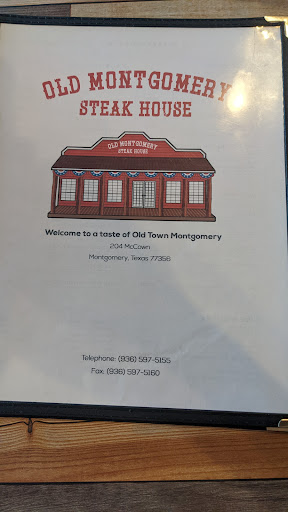 OLD MONTGOMERY
STEAK HOUSE
OLD MONTGOMERY
STEAK HOUSE
Welcome to a taste of Old Town Montgomery
204 McCown
Montgomery, Texas 77356
Telephone: (936) 597-5155
Fax: (936) 597-5160